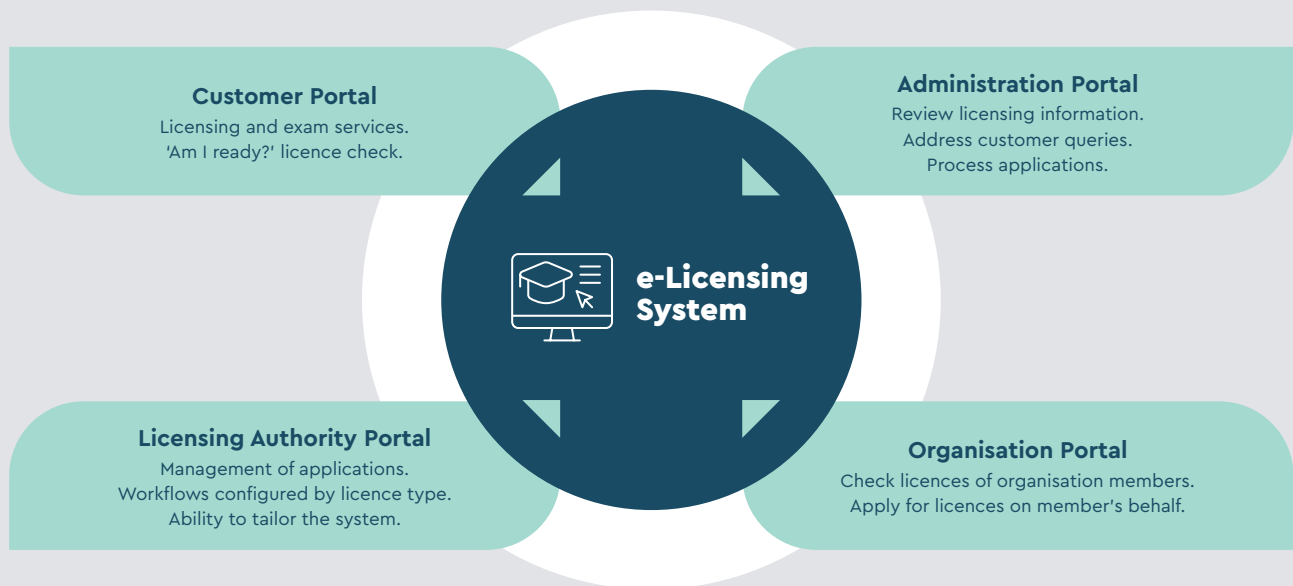 Customer Portal
Licensing and exam services.
‘Am I ready?’ licence check.
Administration Portal
Review licensing information.
Address customer queries.
Process applications.
e-Licensing
System
Licensing Authority Portal
Management of applications.
Workflows configured by licence type.
Ability to tailor the system.
Organisation Portal
Check licences of organisation members.
Apply for licences on member’s behalf.